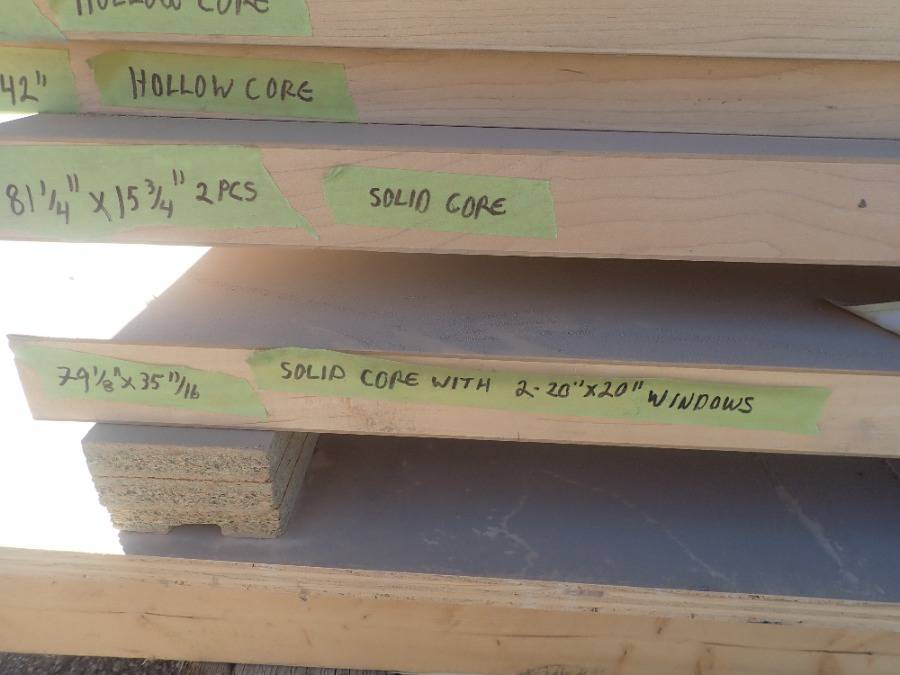 HOLLOW CORE
42" HOLLOW CORE
81 1/4" X 15 3/4" 2 PCS SOLID CORE
79 1/8" X 35 11/16 SOLID CORE WITH 2-20" X 20" WINDOWS